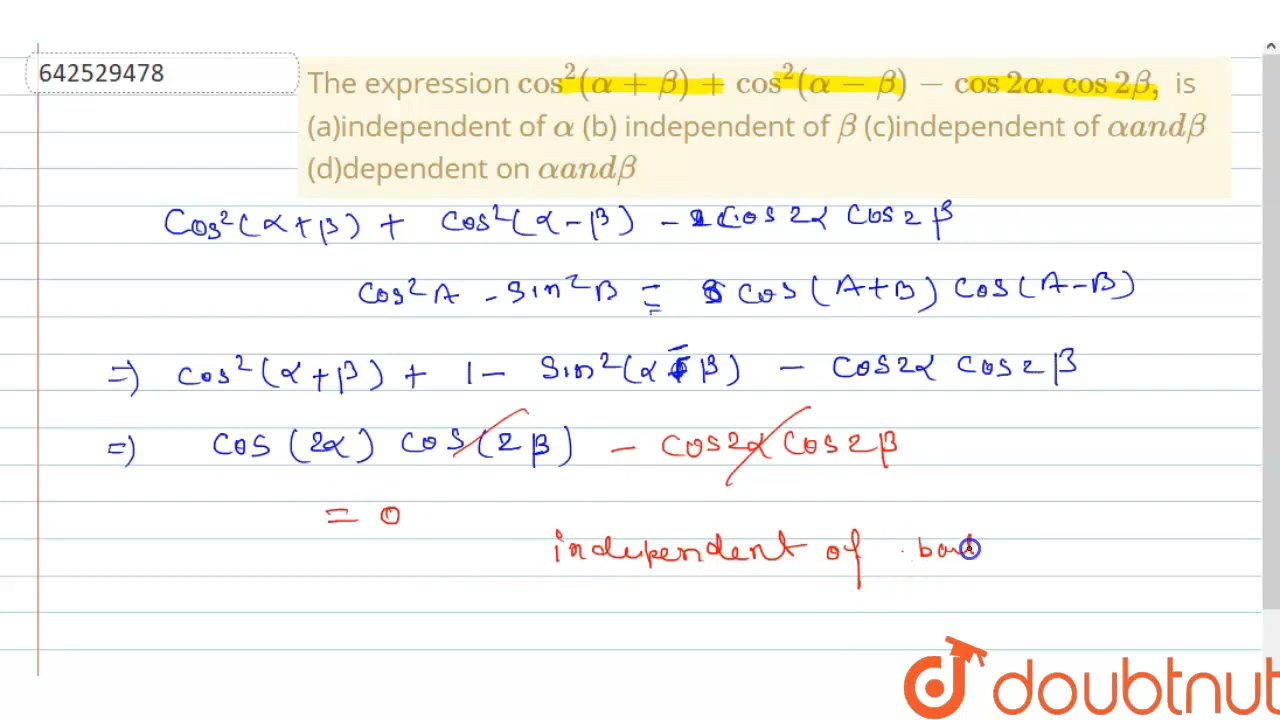 642529478
The expression cos²(α + β) + cos²(α − β) − cos 2α. cos 2β, is
(a)independent of α (b) independent of β (c)independent of αandβ
(d)dependent on αandβ
Cos²(α+β) + Cos²(α-β) - Cos 2α Cos 2β
Cos²A - Sin²B = Cos(A+B) Cos(A-B)
=) Cos²(α+β) + 1 - Sin²(α-β) - Cos2α Cos2β
=) Cos(2α) Cos(2β) - Cos2α Cos2β
= 0
independent of
doubtnut